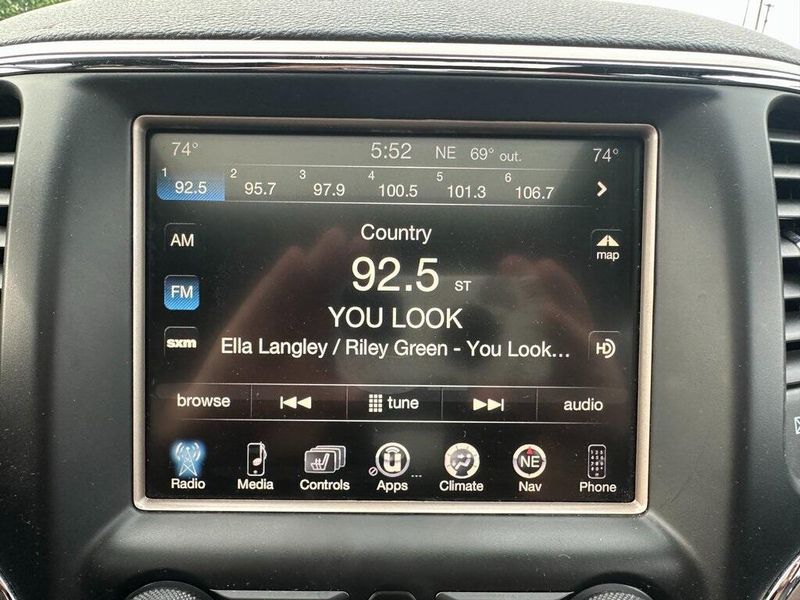 74° 5:52 NE 69° out. 74°
1 92.5 2 95.7 3 97.9 4 100.5 5 101.3 6 106.7
AM Country map
92.5 ST
FM YOU LOOK
sxm Ella Langley / Riley Green - You Look... HD
browse tune audio
NE
Radio Media Controls Apps Climate Nav Phone